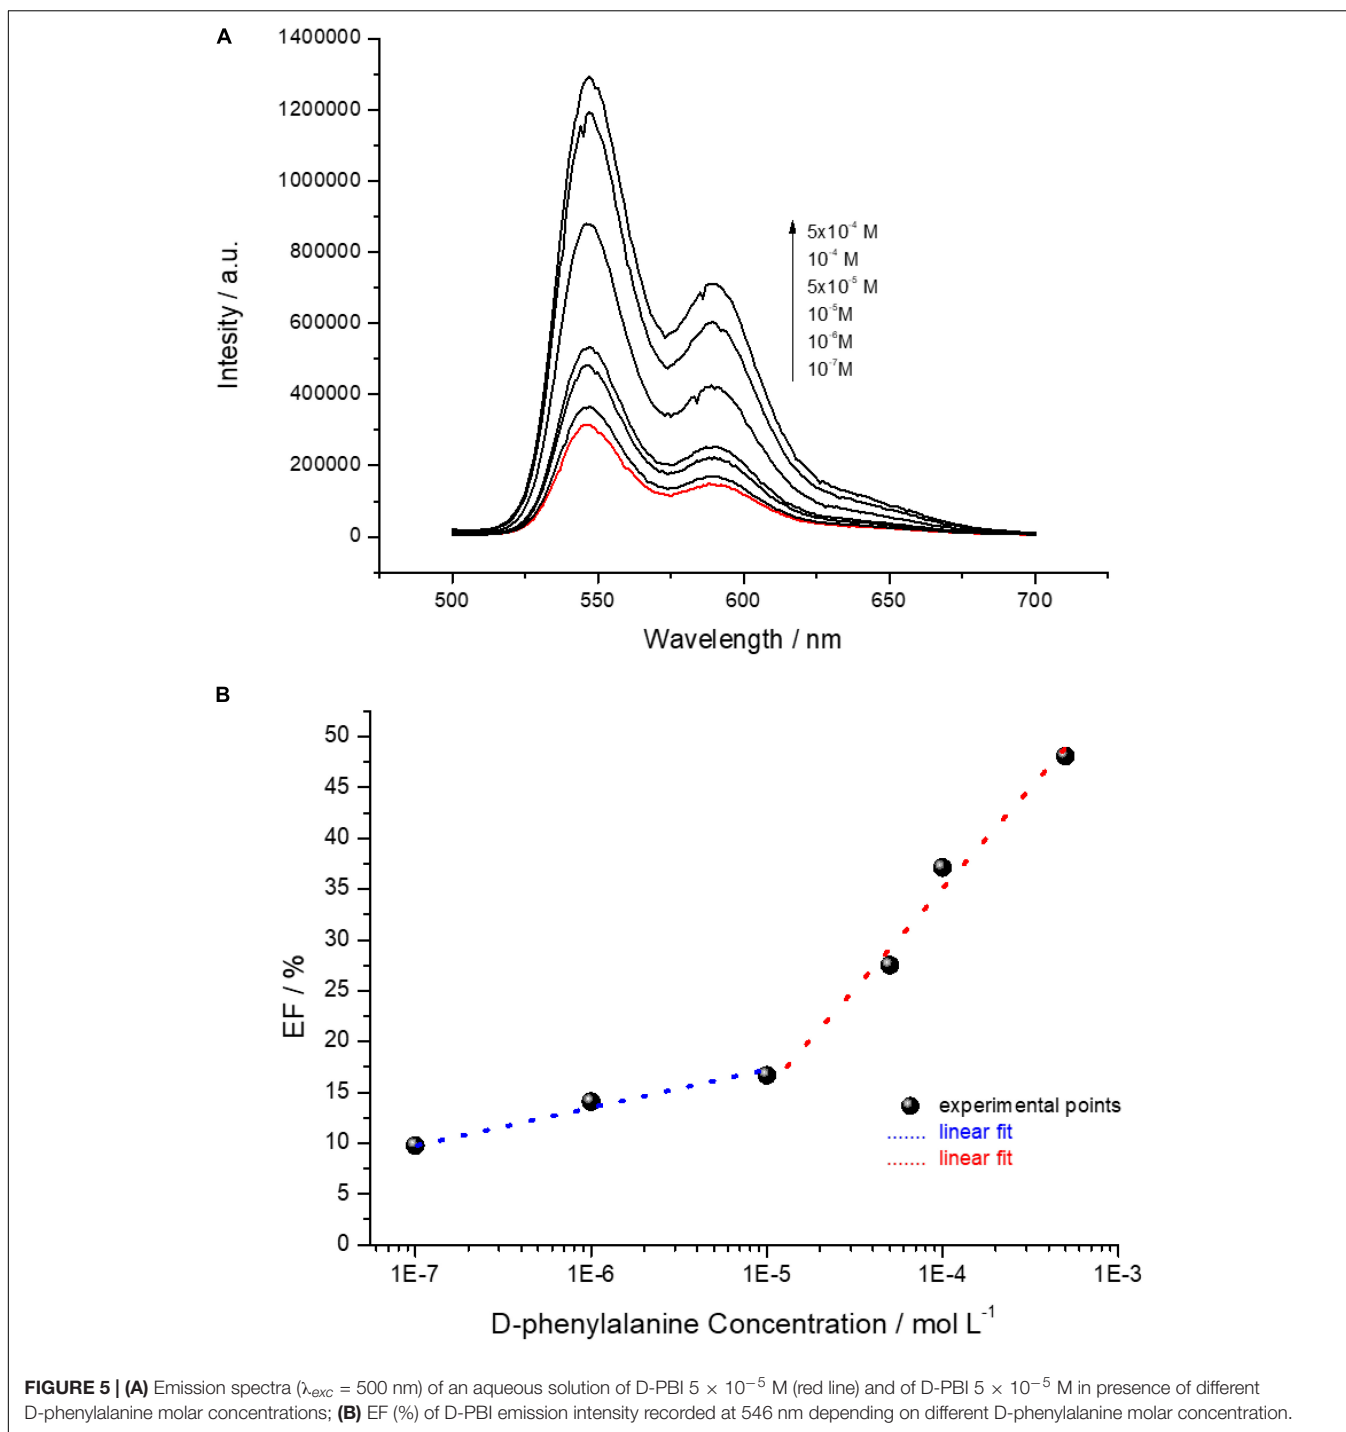 A
1400000
1200000
1000000
800000
600000
400000
200000
0
Intesity / a.u.
5x10⁻⁴ M
10⁻⁴ M
5x10⁻⁵ M
10⁻⁵M
10⁻⁶M
10⁻⁷M
500 550 600 650 700
Wavelength / nm
B
50
45
40
35
30
25
20
15
10
5
0
EF / %
experimental points
....... linear fit
....... linear fit
1E-7 1E-6 1E-5 1E-4 1E-3
D-phenylalanine Concentration / mol L⁻¹
FIGURE 5 | (A) Emission spectra (λexc = 500 nm) of an aqueous solution of D-PBI 5 × 10⁻⁵ M (red line) and of D-PBI 5 × 10⁻⁵ M in presence of different
D-phenylalanine molar concentrations; (B) EF (%) of D-PBI emission intensity recorded at 546 nm depending on different D-phenylalanine molar concentration.